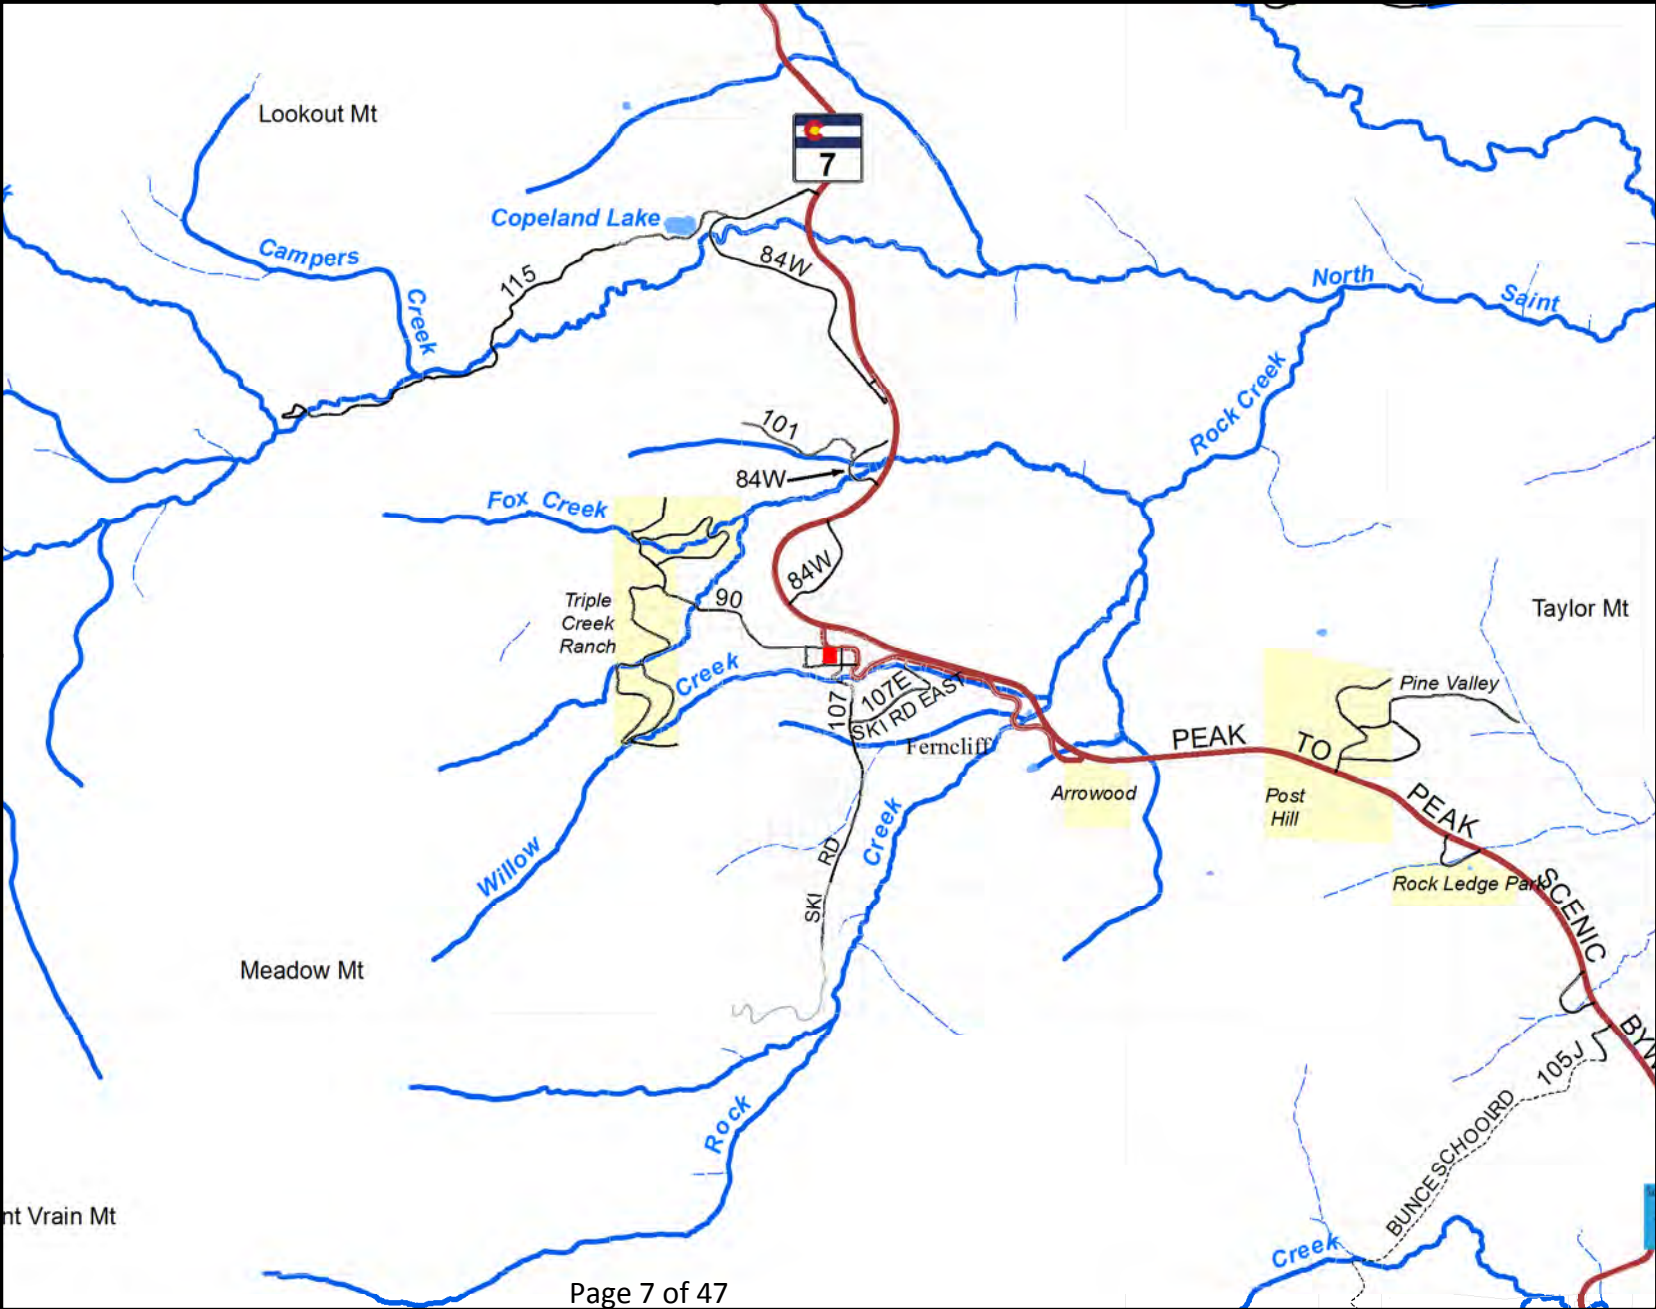 Lookout Mt
7
Copeland Lake
Campers
Creek
115
84W
North
Saint
Rock Creek
101
84W
Fox Creek
84W
Triple
Creek
Ranch
90
Taylor Mt
Creek
107
107E
SKI RD EAST
Ferncliff
Pine Valley
PEAK
TO
PEAK
SCENIC
Arrowood
Post
Hill
Rock Ledge Park
Willow
Creek
SKI RD
Meadow Mt
105J
BUNCE SCHOOL RD
Rock
nt Vrain Mt
Creek
Page 7 of 47